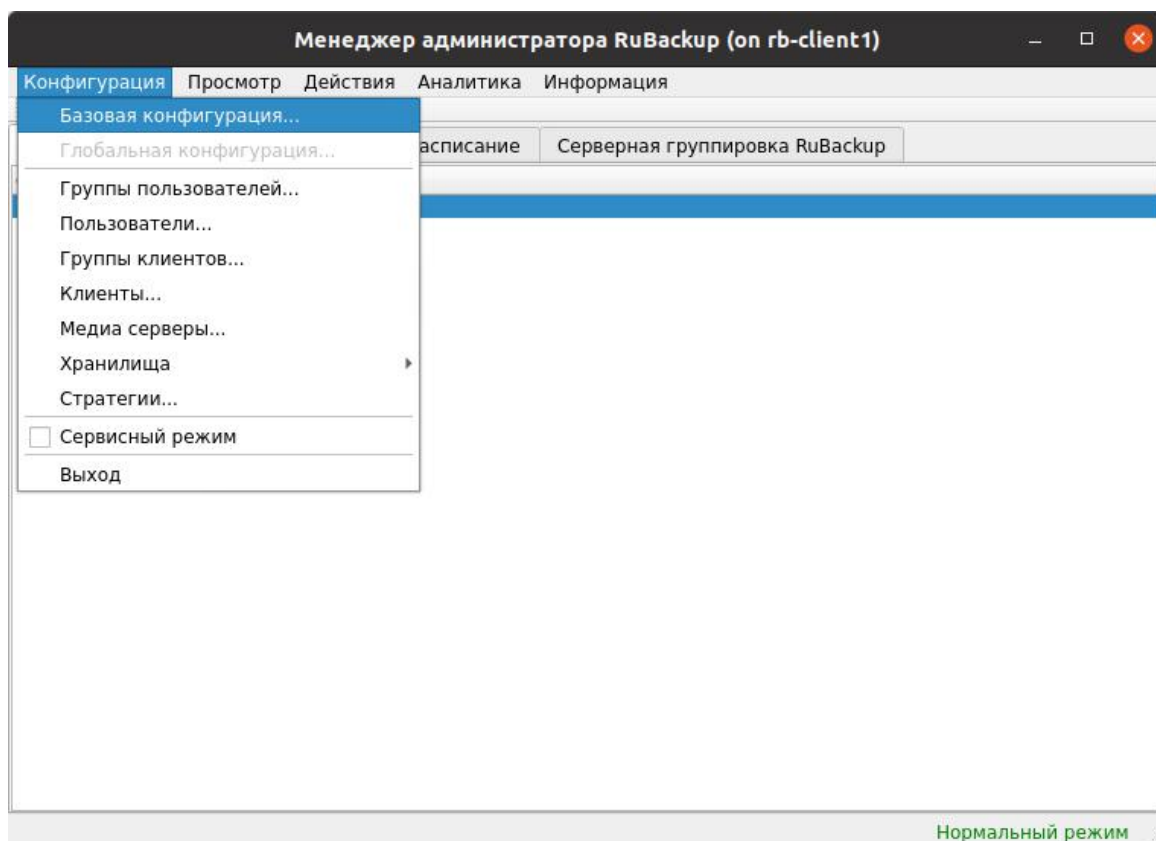 Менеджер администратора RuBackup (on rb-client1)
Конфигурация Просмотр Действия Аналитика Информация
Базовая конфигурация...
Глобальная конфигурация...
асписание Серверная группировка RuBackup
Группы пользователей...
Пользователи...
Группы клиентов...
Клиенты...
Медиа серверы...
Хранилища
Стратегии...
Сервисный режим
Выход
Нормальный режим